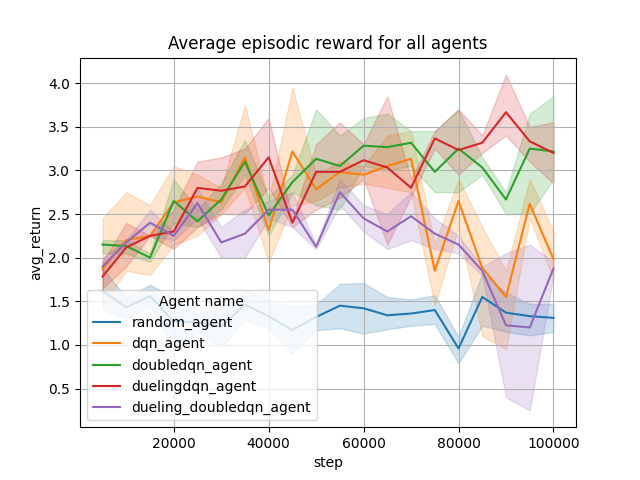 Average episodic reward for all agents
4.0
3.5
3.0
2.5
2.0
1.5
1.0
0.5
avg_return
Agent name
random_agent
dqn_agent
doubledqn_agent
duelingdqn_agent
dueling_doubledqn_agent
20000 40000 60000 80000 100000
step